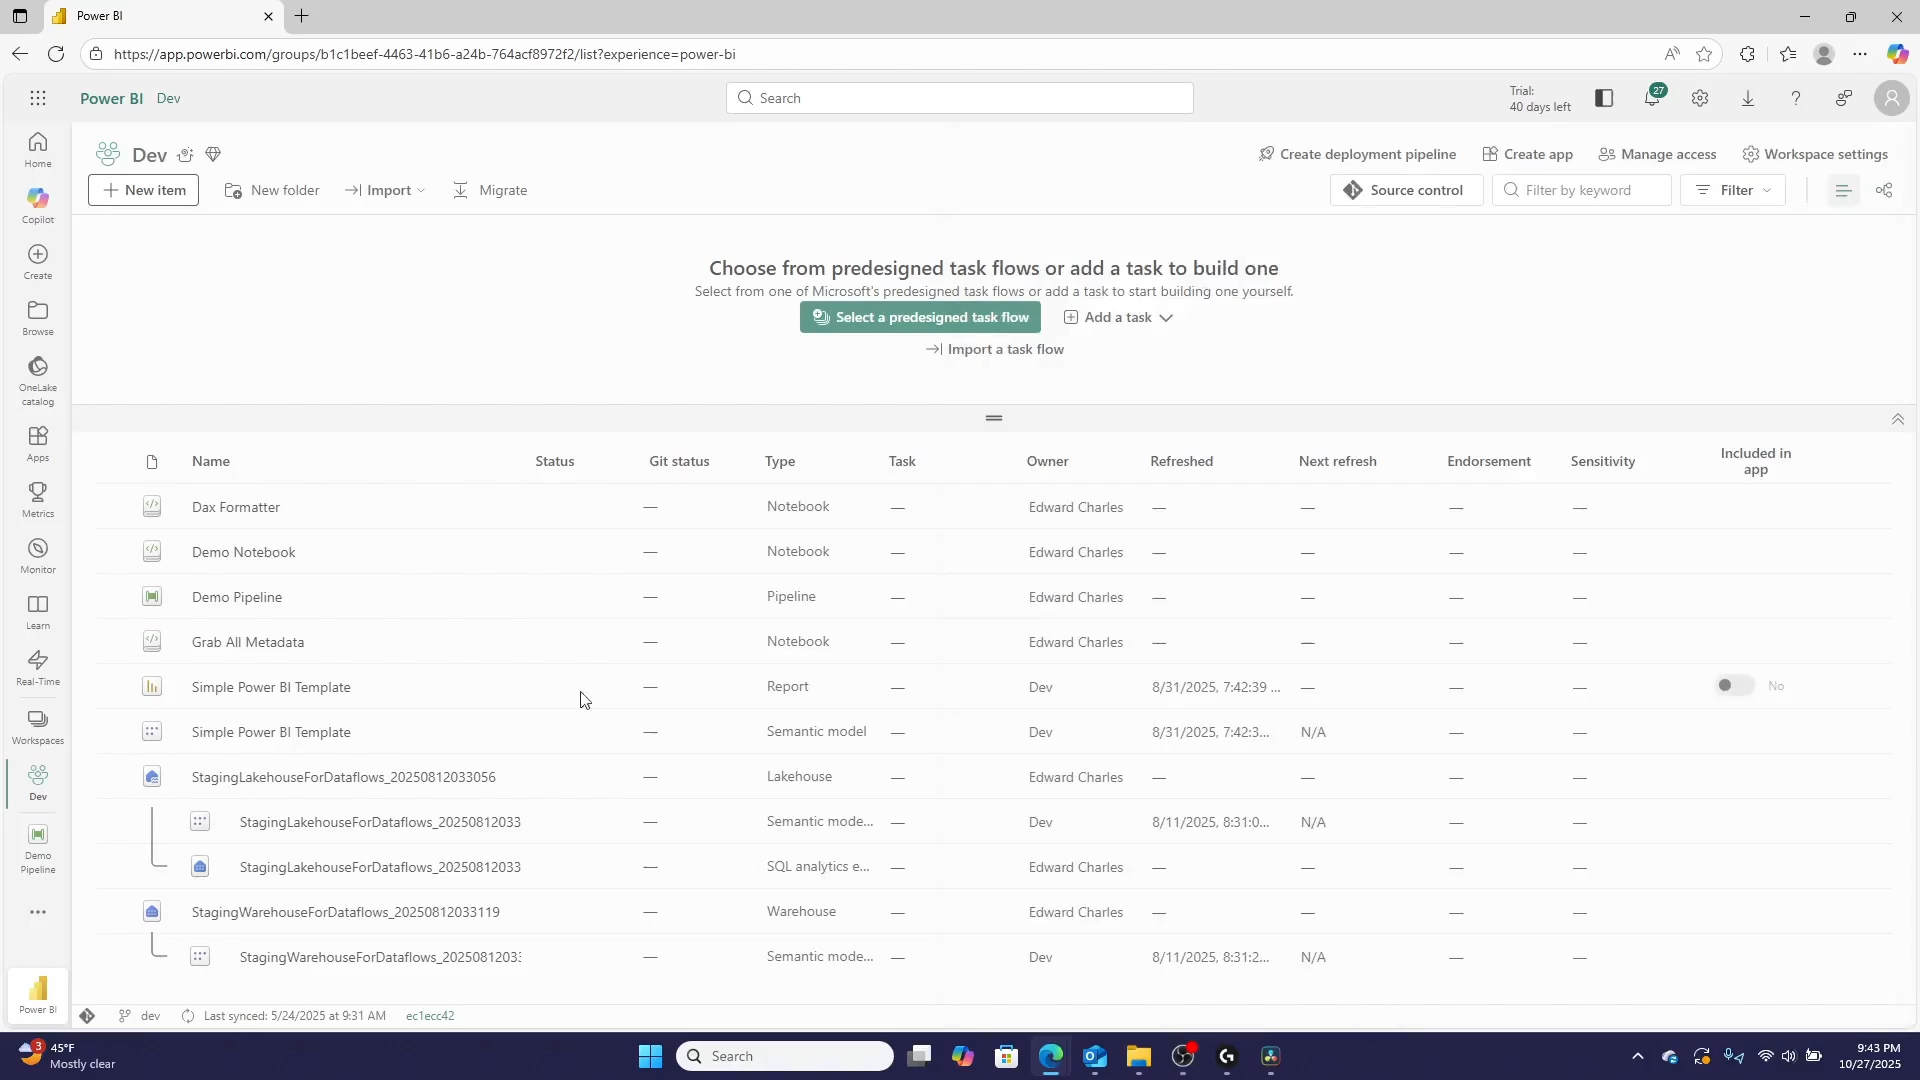 Power BI
https://app.powerbi.com/groups/b1c1beef-4463-41b6-a24b-764acf8972f2/list?experience=power-bi
Power BI Dev
Search
Trial:
40 days left
27
Home
Copilot
Create
Browse
OneLake
catalog
Apps
Metrics
Monitor
Learn
Real-Time
Workspaces
Dev
Demo
Pipeline
Power BI
Dev
Create deployment pipeline Create app Manage access Workspace settings
New item New folder Import Migrate
Source control Filter by keyword Filter
Choose from predesigned task flows or add a task to build one
Select from one of Microsoft's predesigned task flows or add a task to start building one yourself.
Select a predesigned task flow Add a task
Import a task flow
Name Status Git status Type Task Owner Refreshed Next refresh Endorsement Sensitivity Included in app
Dax Formatter — Notebook — Edward Charles — — — —
Demo Notebook — Notebook — Edward Charles — — — —
Demo Pipeline — Pipeline — Edward Charles — — — —
Grab All Metadata — Notebook — Edward Charles — — — —
Simple Power BI Template — Report — Dev 8/31/2025, 7:42:39 ... — — — No
Simple Power BI Template — Semantic model — Dev 8/31/2025, 7:42:3... N/A — —
StagingLakehouseForDataflows_20250812033056 — Lakehouse — Edward Charles — — — —
StagingLakehouseForDataflows_20250812033 — Semantic mode... — Dev 8/11/2025, 8:31:0... N/A — —
StagingLakehouseForDataflows_20250812033 — SQL analytics e... — Edward Charles — — — —
StagingWarehouseForDataflows_20250812033119 — Warehouse — Edward Charles — — — —
StagingWarehouseForDataflows_2025081203 — Semantic mode... — Dev 8/11/2025, 8:31:2... N/A — —
dev Last synced: 5/24/2025 at 9:31 AM ec1ecc42
3
45°F
Mostly clear
Search
9:43 PM
10/27/2025